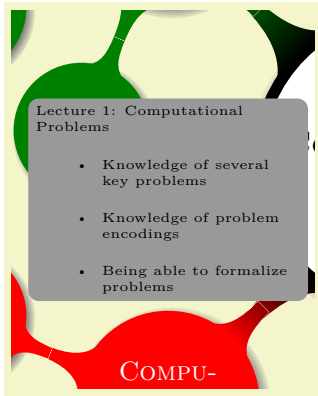 Lecture 1: Computational
Problems
• Knowledge of several
key problems
• Knowledge of problem
encodings
• Being able to formalize
problems
COMPU-